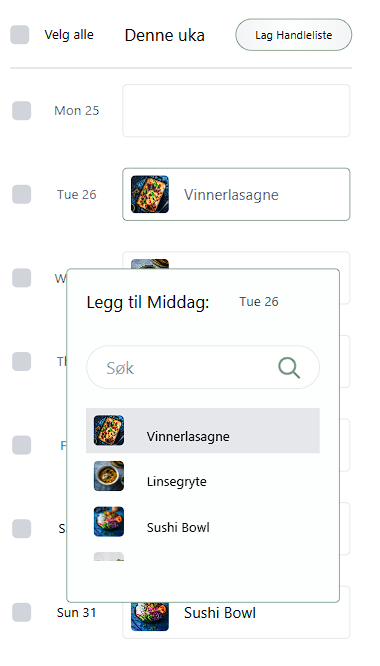 Velg alle Denne uka Lag Handleliste
Mon 25
Tue 26 Vinnerlasagne
W
Legg til Middag: Tue 26
Th
Søk
Vinnerlasagne
F
Linsegryte
Sushi Bowl
S
Sun 31 Sushi Bowl